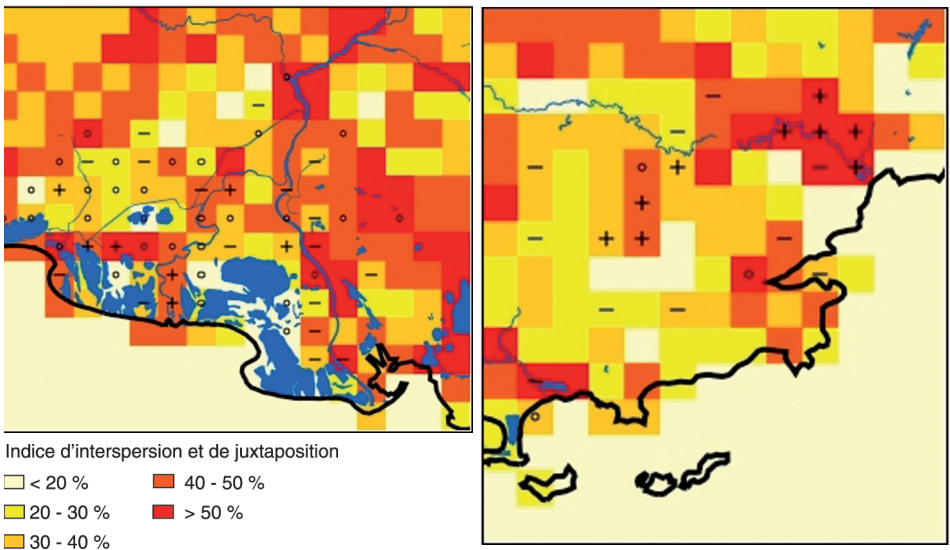 Indice d'interspersion et de juxtaposition
< 20 %
20 - 30 %
30 - 40 %
40 - 50 %
> 50 %